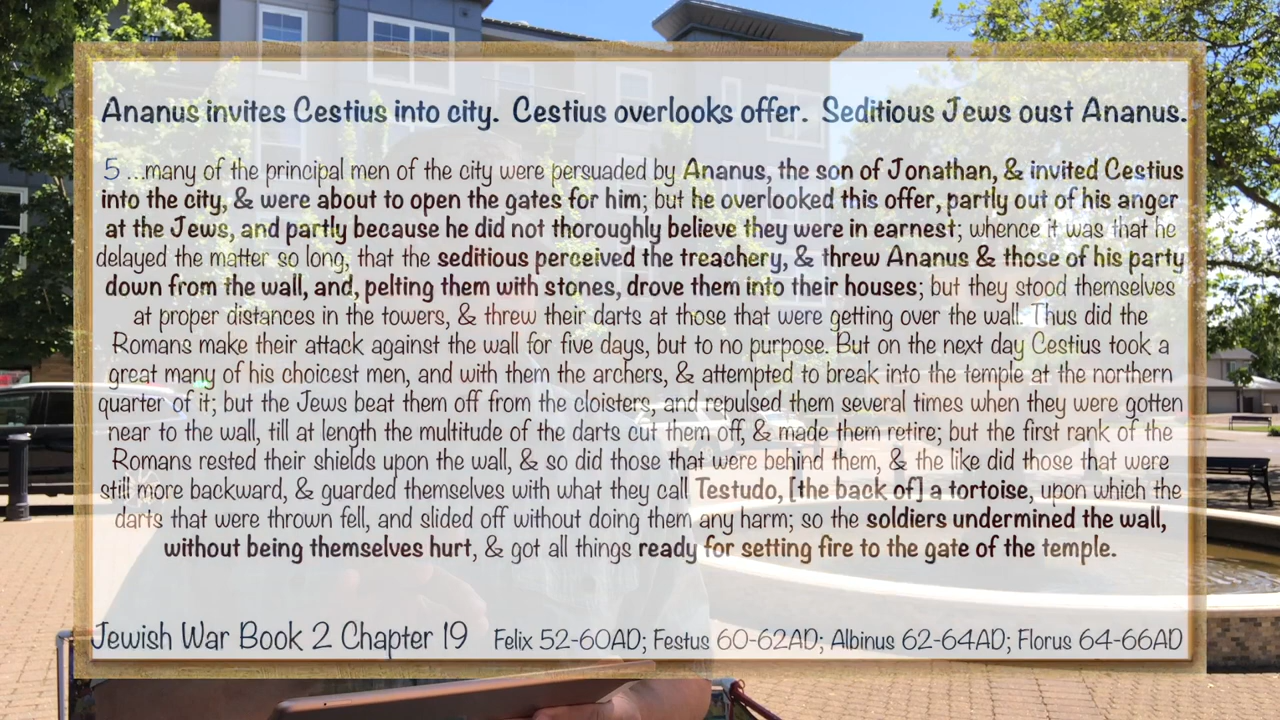 Ananus invites Cestius into city. Cestius overlooks offer. Seditious Jews oust Ananus.
5 ...many of the principal men of the city were persuaded by Ananus, the son of Jonathan, & invited Cestius
into the city, & were about to open the gates for him; but he overlooked this offer, partly out of his anger
at the Jews, and partly because he did not thoroughly believe they were in earnest; whence it was that he
delayed the matter so long, that the seditious perceived the treachery, & threw Ananus & those of his party
down from the wall, and, pelting them with stones, drove them into their houses; but they stood themselves
at proper distances in the towers, & threw their darts at those that were getting over the wall. Thus did the
Romans make their attack against the wall for five days, but to no purpose. But on the next day Cestius took a
great many of his choicest men, and with them the archers, & attempted to break into the temple at the northern
quarter of it; but the Jews beat them off from the cloisters, and repulsed them several times when they were gotten
near to the wall, till at length the multitude of the darts cut them off, & made them retire; but the first rank of the
Romans rested their shields upon the wall, & so did those that were behind them, & the like did those that were
still more backward, & guarded themselves with what they call Testudo, [the back of] a tortoise, upon which the
darts that were thrown fell, and slided off without doing them any harm; so the soldiers undermined the wall,
without being themselves hurt, & got all things ready for setting fire to the gate of the temple.
Jewish War Book 2 Chapter 19 Felix 52-60AD; Festus 60-62AD; Albinus 62-64AD; Florus 64-66AD